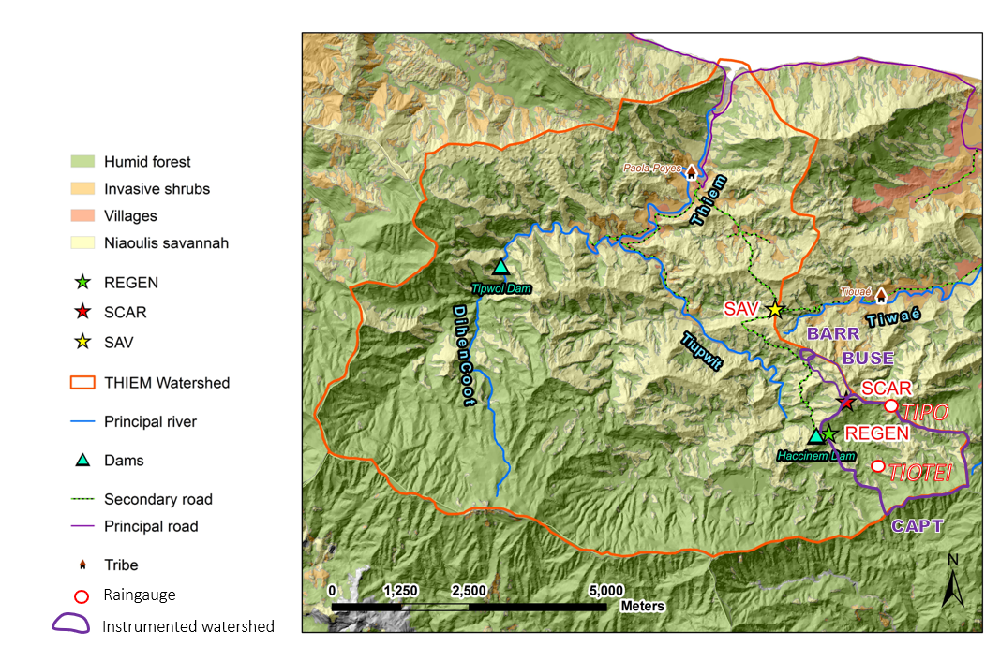 Humid forest
Invasive shrubs
Villages
Niaoulis savannah
REGEN
SCAR
SAV
THIEM Watershed
Principal river
Dams
Secondary road
Principal road
Tribe
Raingauge
Instrumented watershed
Paola-Poyes
Thiem
Tipwoi Dam
Tiouaé
SAV
Tiwaé
DihenCoot
BARR
Tiupwit
BUSE
SCAR
TIPO
REGEN
Haccinem Dam
TIOTEI
CAPT
N
0 1,250 2,500 5,000
Meters